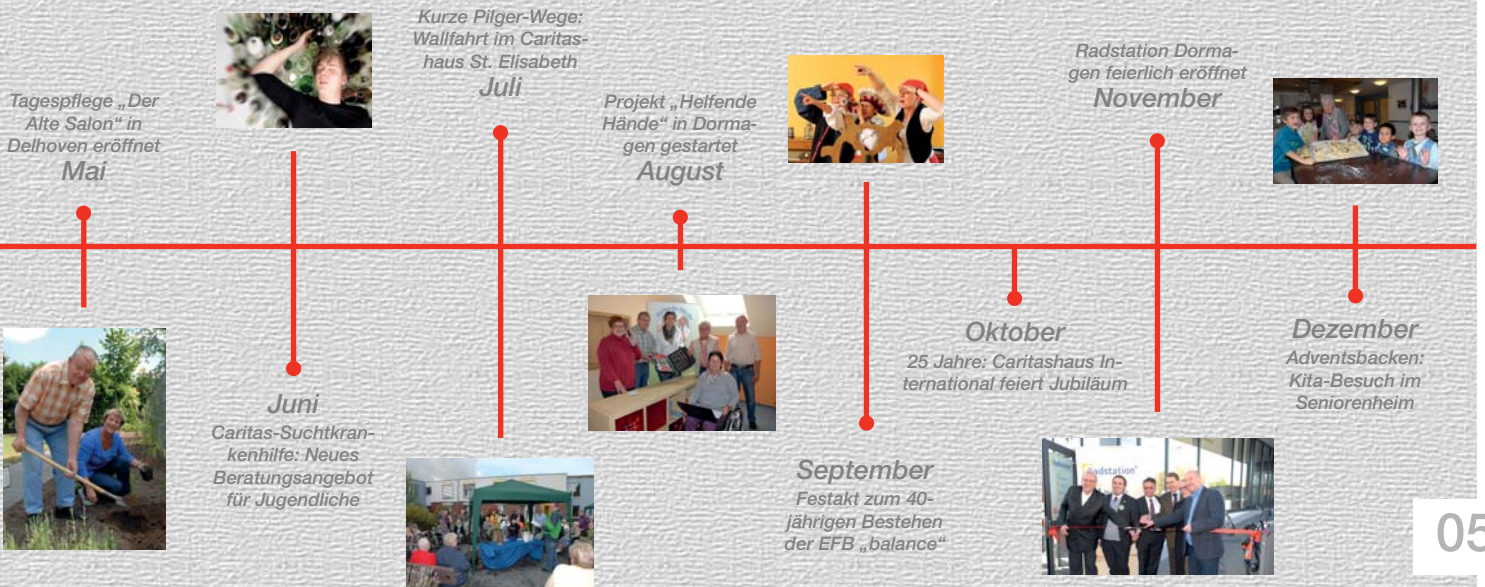 Tagespflege „Der
Alte Salon“ in
Delhoven eröffnet
Mai
Juni
Caritas-Suchtkran-
kenhilfe: Neues
Beratungsangebot
für Jugendliche
Kurze Pilger-Wege:
Wallfahrt im Caritas-
haus St. Elisabeth
Juli
Projekt „Helfende
Hände“ in Dorma-
gen gestartet
August
September
Festakt zum 40-
jährigen Bestehen
der EFB „balance“
Oktober
25 Jahre: Caritashaus In-
ternational feiert Jubiläum
Radstation Dorma-
gen feierlich eröffnet
November
Radstation
Dezember
Adventsbacken:
Kita-Besuch im
Seniorenheim
05